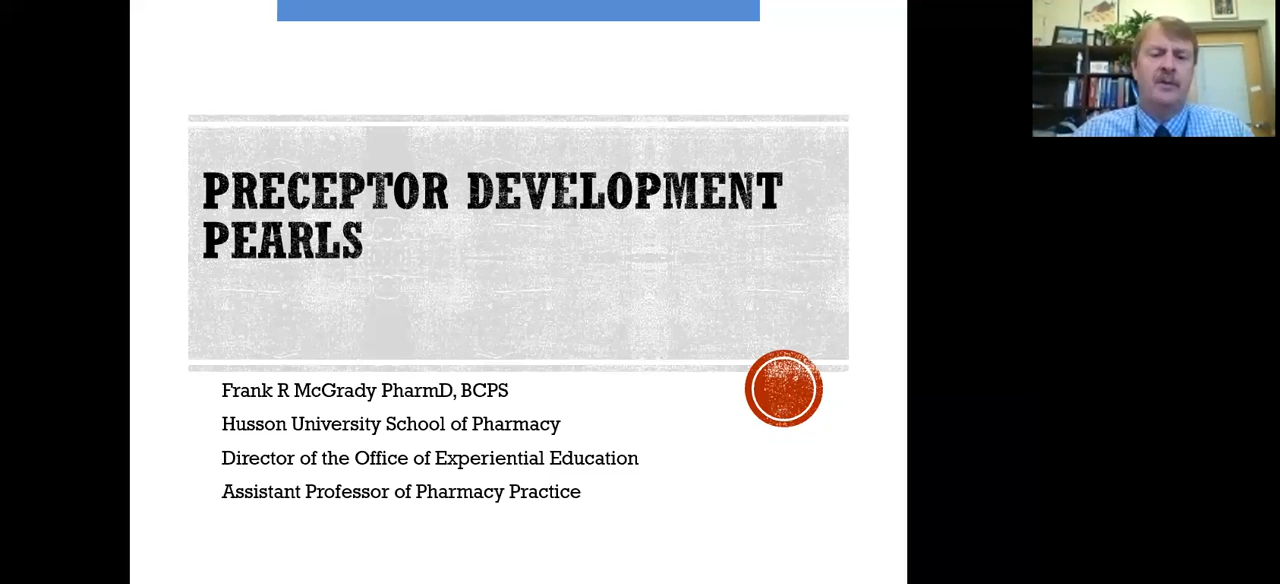 PRECEPTOR DEVELOPMENT
PEARLS
Frank R McGrady PharmD, BCPS
Husson University School of Pharmacy
Director of the Office of Experiential Education
Assistant Professor of Pharmacy Practice